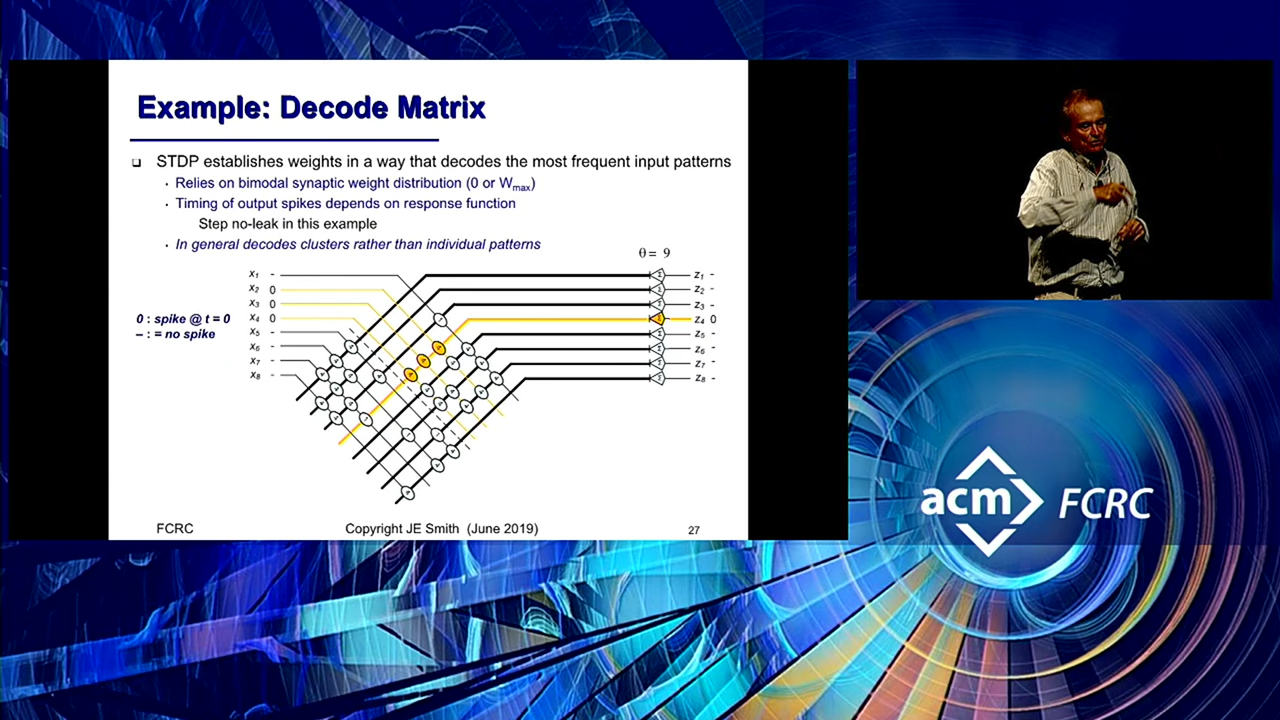 Example: Decode Matrix
❑ STDP establishes weights in a way that decodes the most frequent input patterns
• Relies on bimodal synaptic weight distribution (0 or Wmax)
• Timing of output spikes depends on response function
Step no-leak in this example
• In general decodes clusters rather than individual patterns
θ = 9
x1 -
x2 0
x3 0
x4 0
x5 -
x6 -
x7 -
x8 -
0 : spike @ t = 0
– : = no spike
z1 -
z2 -
z3 -
z4 0
z5 -
z6 -
z7 -
z8 -
FCRC
Copyright JE Smith (June 2019)
27
acm FCRC